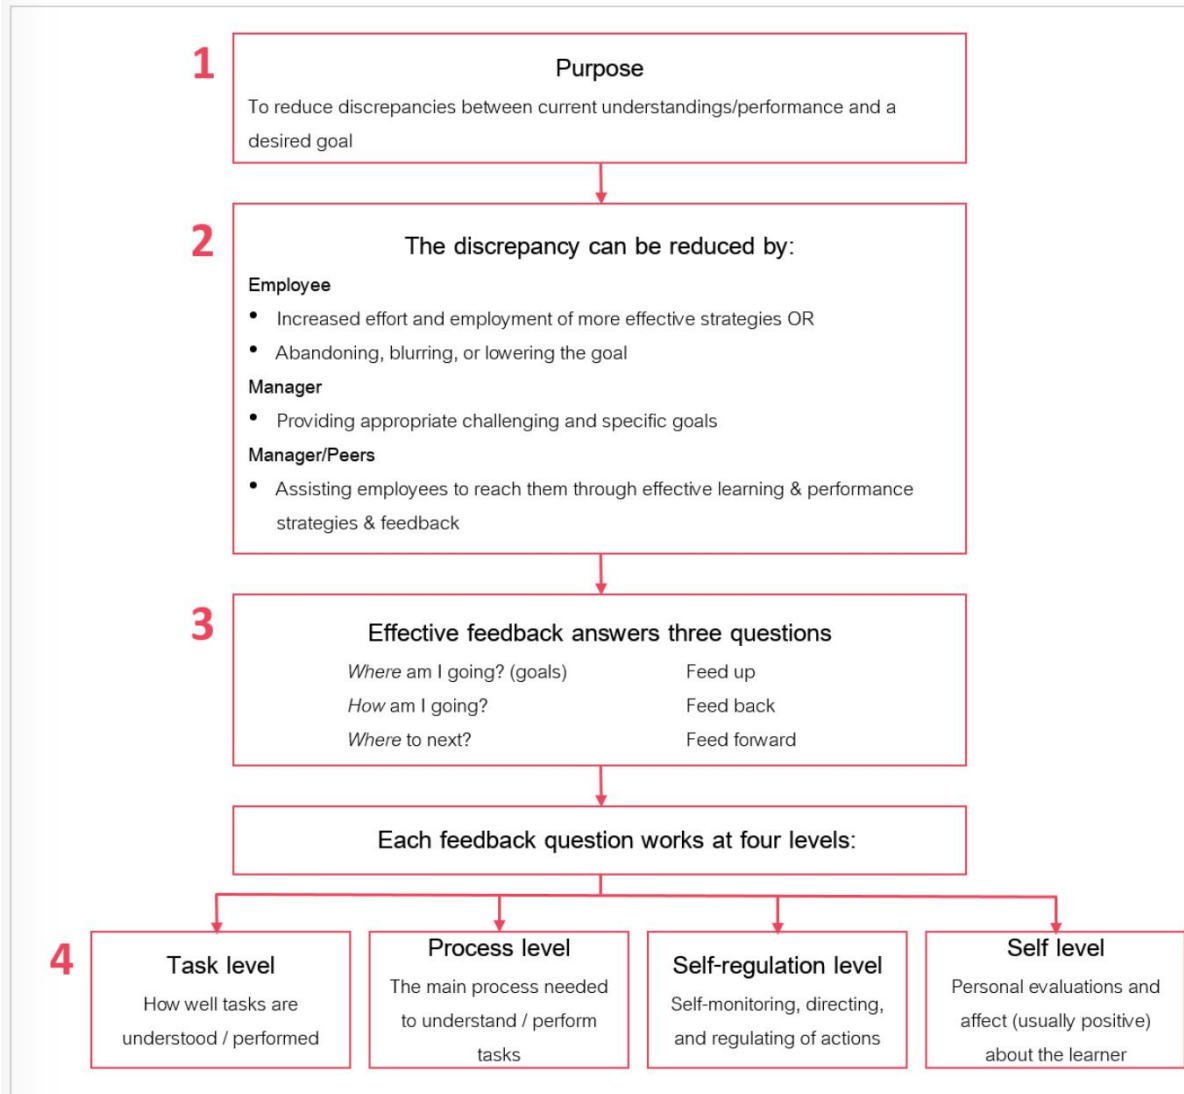 1
Purpose
To reduce discrepancies between current understandings/performance and a
desired goal
2
The discrepancy can be reduced by:
Employee
• Increased effort and employment of more effective strategies OR
• Abandoning, blurring, or lowering the goal
Manager
• Providing appropriate challenging and specific goals
Manager/Peers
• Assisting employees to reach them through effective learning & performance
strategies & feedback
3
Effective feedback answers three questions
Where am I going? (goals) Feed up
How am I going? Feed back
Where to next? Feed forward
Each feedback question works at four levels:
4
Task level
How well tasks are
understood / performed
Process level
The main process needed
to understand / perform
tasks
Self-regulation level
Self-monitoring, directing,
and regulating of actions
Self level
Personal evaluations and
affect (usually positive)
about the learner